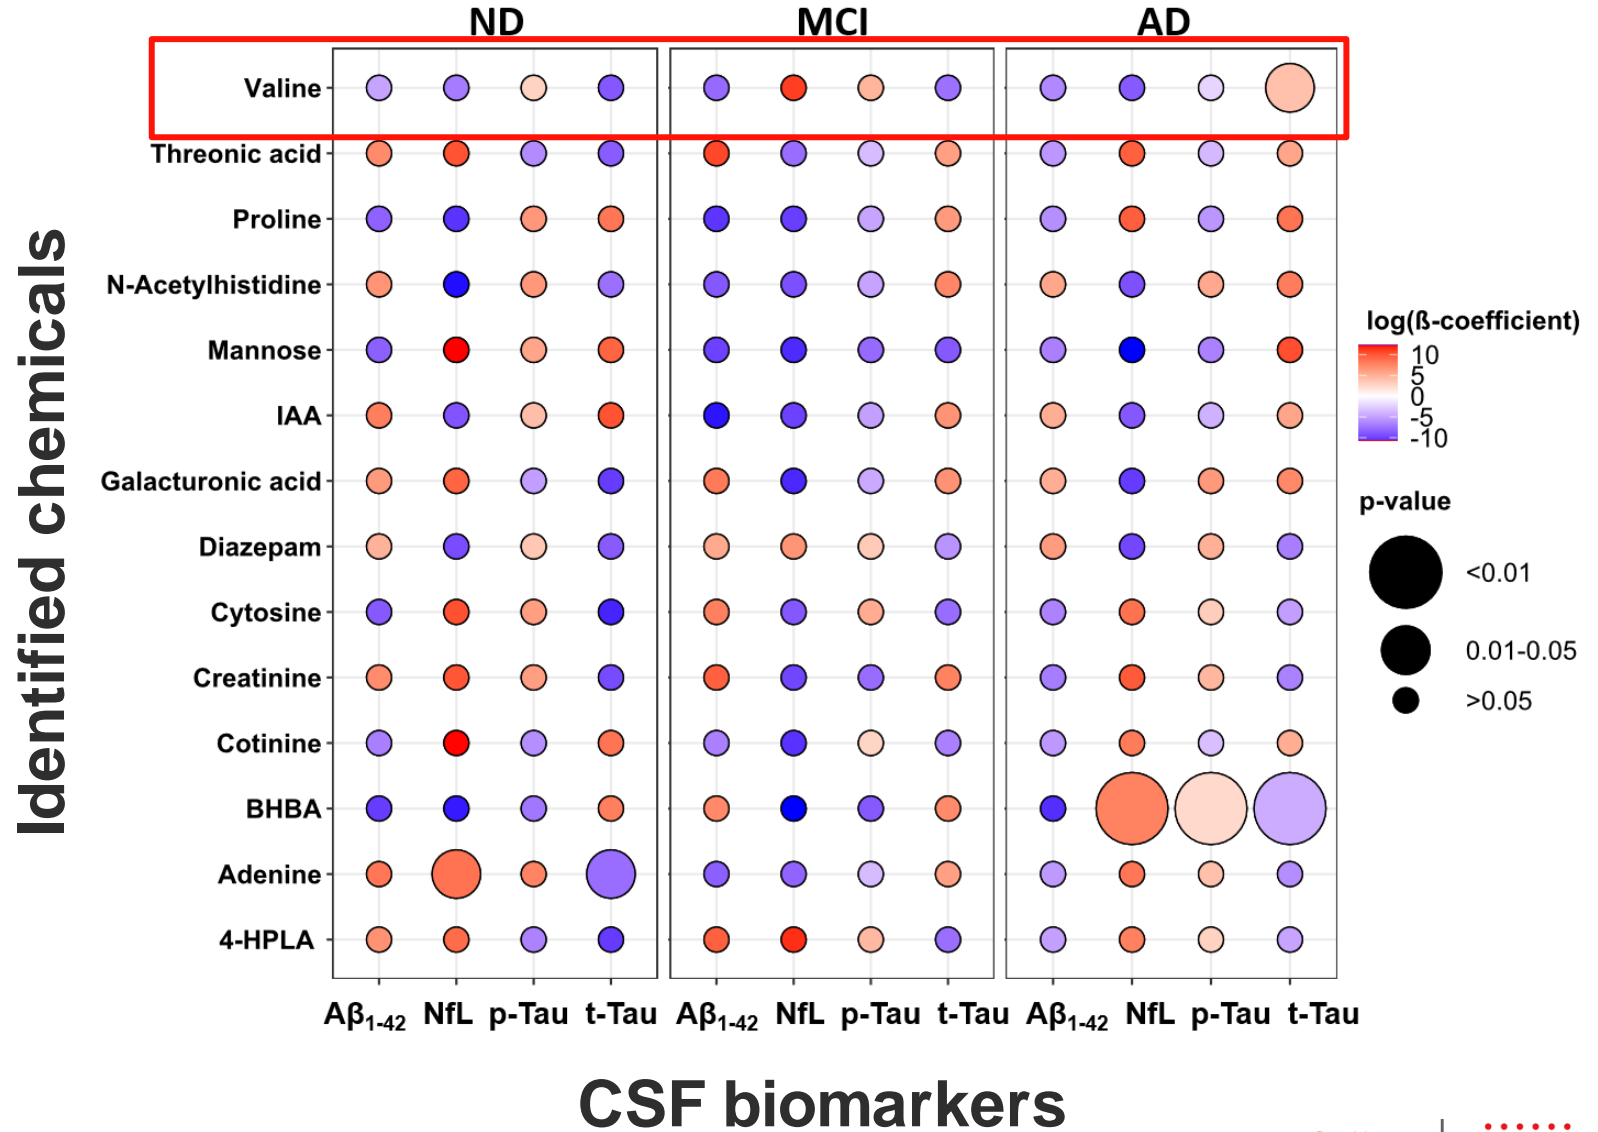 ND MCI AD
Valine
Threonic acid
Proline
N-Acetylhistidine
Mannose
IAA
Galacturonic acid
Diazepam
Cytosine
Creatinine
Cotinine
BHBA
Adenine
4-HPLA
Identified chemicals
Aβ1-42 NfL p-Tau t-Tau Aβ1-42 NfL p-Tau t-Tau Aβ1-42 NfL p-Tau t-Tau
CSF biomarkers
log(ß-coefficient)
10
5
0
-5
-10
p-value
<0.01
0.01-0.05
>0.05